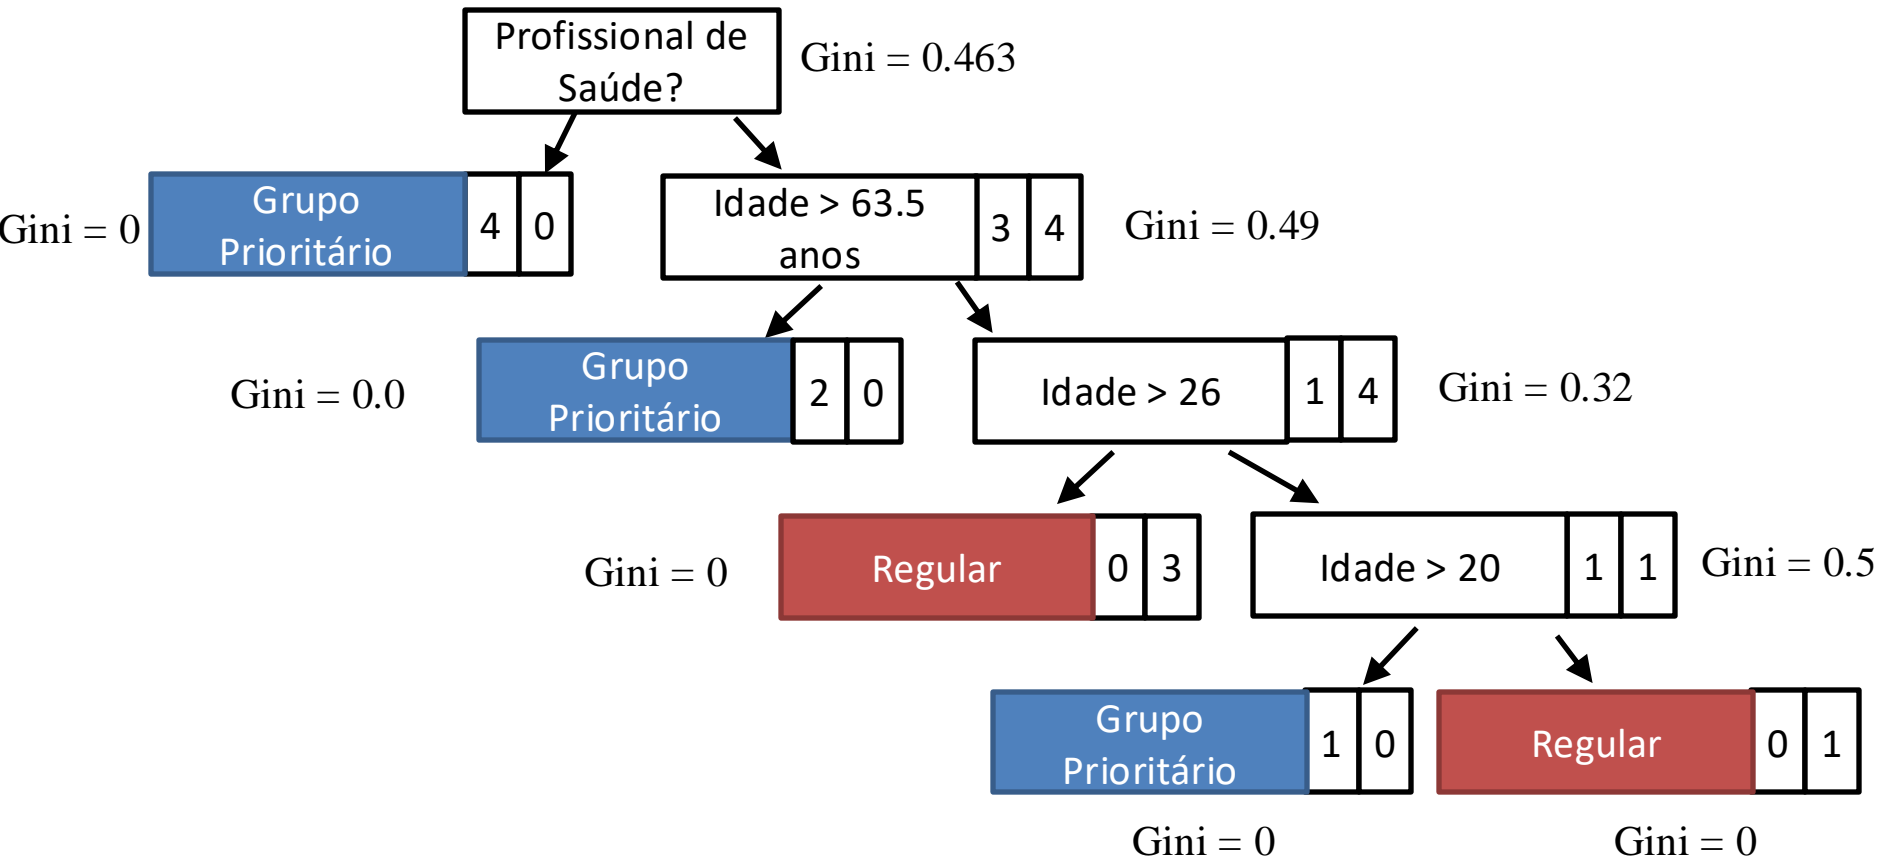 Profissional de
Saúde?
Gini = 0.463
Gini = 0
Grupo
Prioritário
4 0
Idade > 63.5
anos
3 4
Gini = 0.49
Gini = 0.0
Grupo
Prioritário
2 0
Idade > 26
1 4
Gini = 0.32
Gini = 0
Regular
0 3
Idade > 20
1 1
Gini = 0.5
Grupo
Prioritário
1 0
Regular
0 1
Gini = 0
Gini = 0